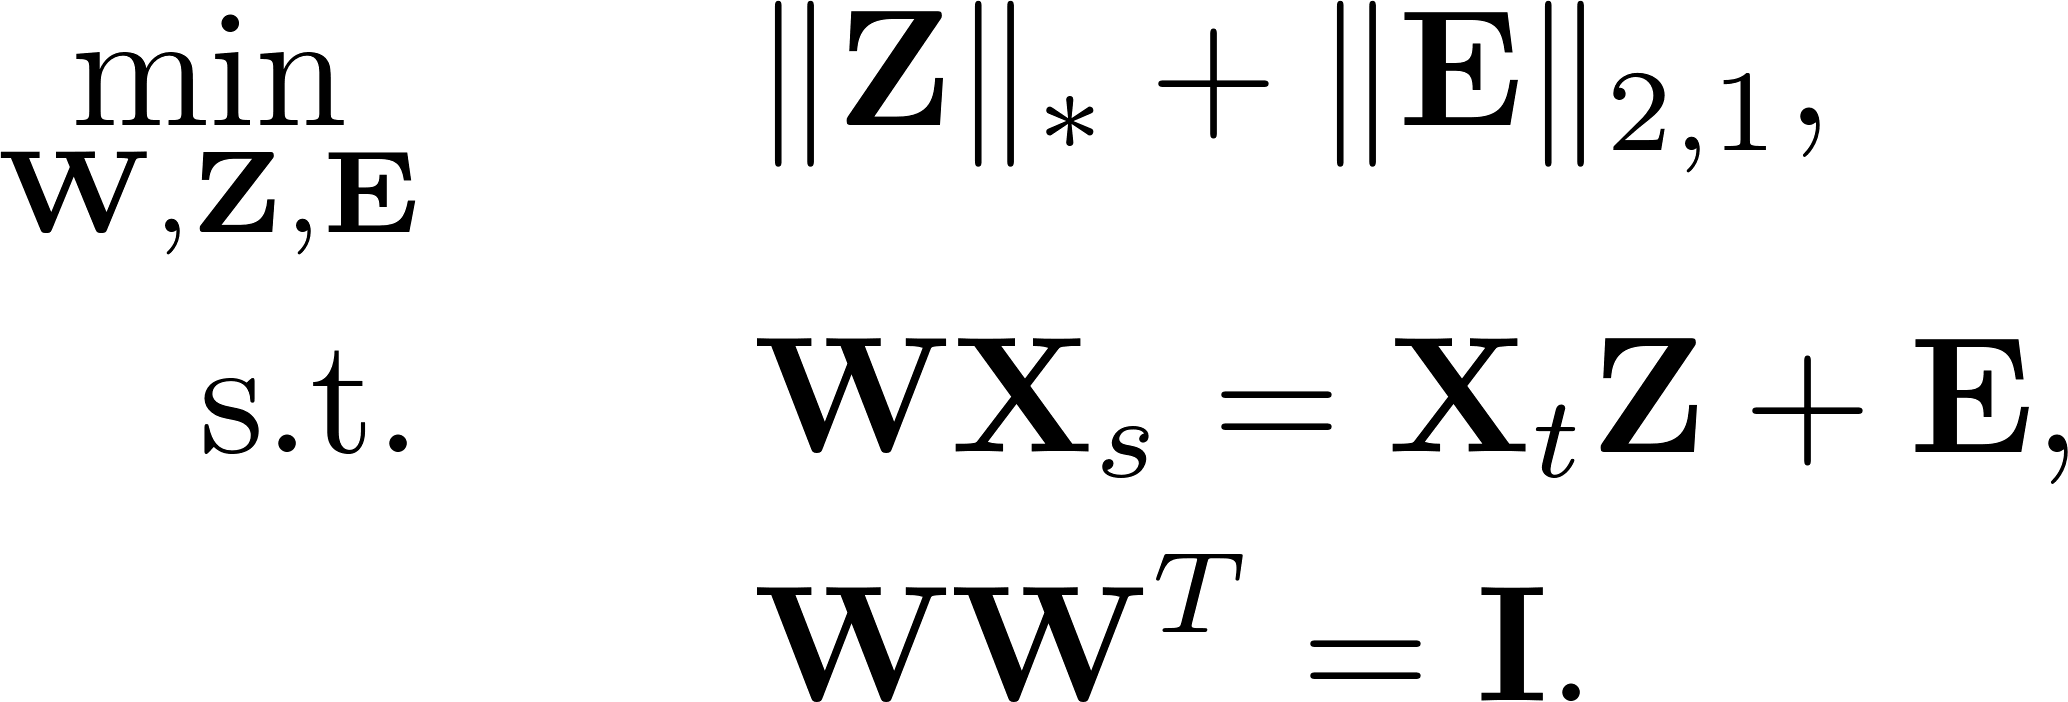 min ‖Z‖∗ + ‖E‖2,1,
W,Z,E
s.t. WXs = XtZ + E,
WW^T = I.